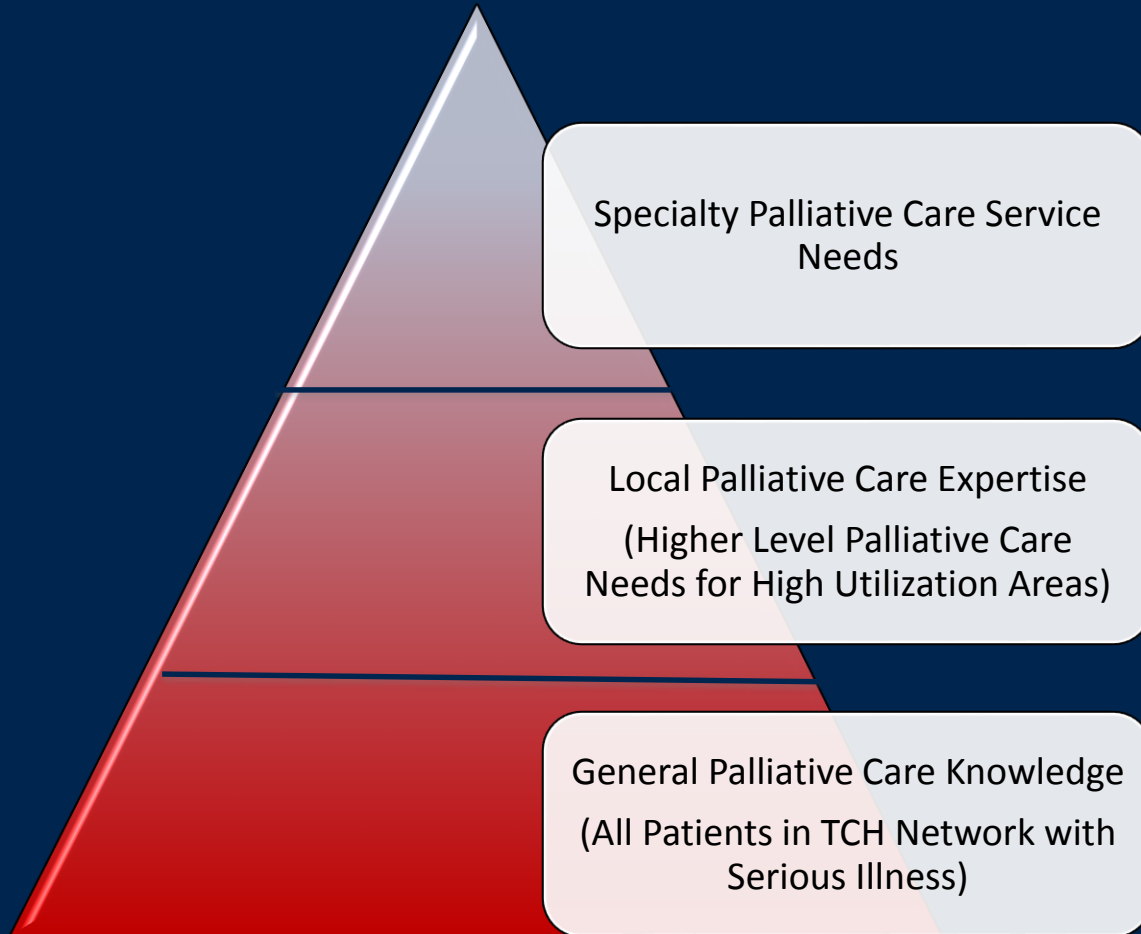 Specialty Palliative Care Service
Needs
Local Palliative Care Expertise
(Higher Level Palliative Care
Needs for High Utilization Areas)
General Palliative Care Knowledge
(All Patients in TCH Network with
Serious Illness)